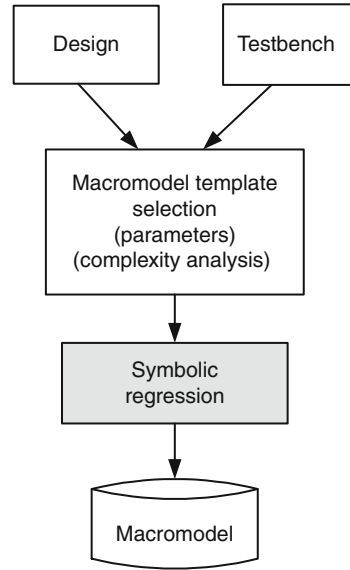 Design
Testbench
Macromodel template
selection
(parameters)
(complexity analysis)
Symbolic
regression
Macromodel